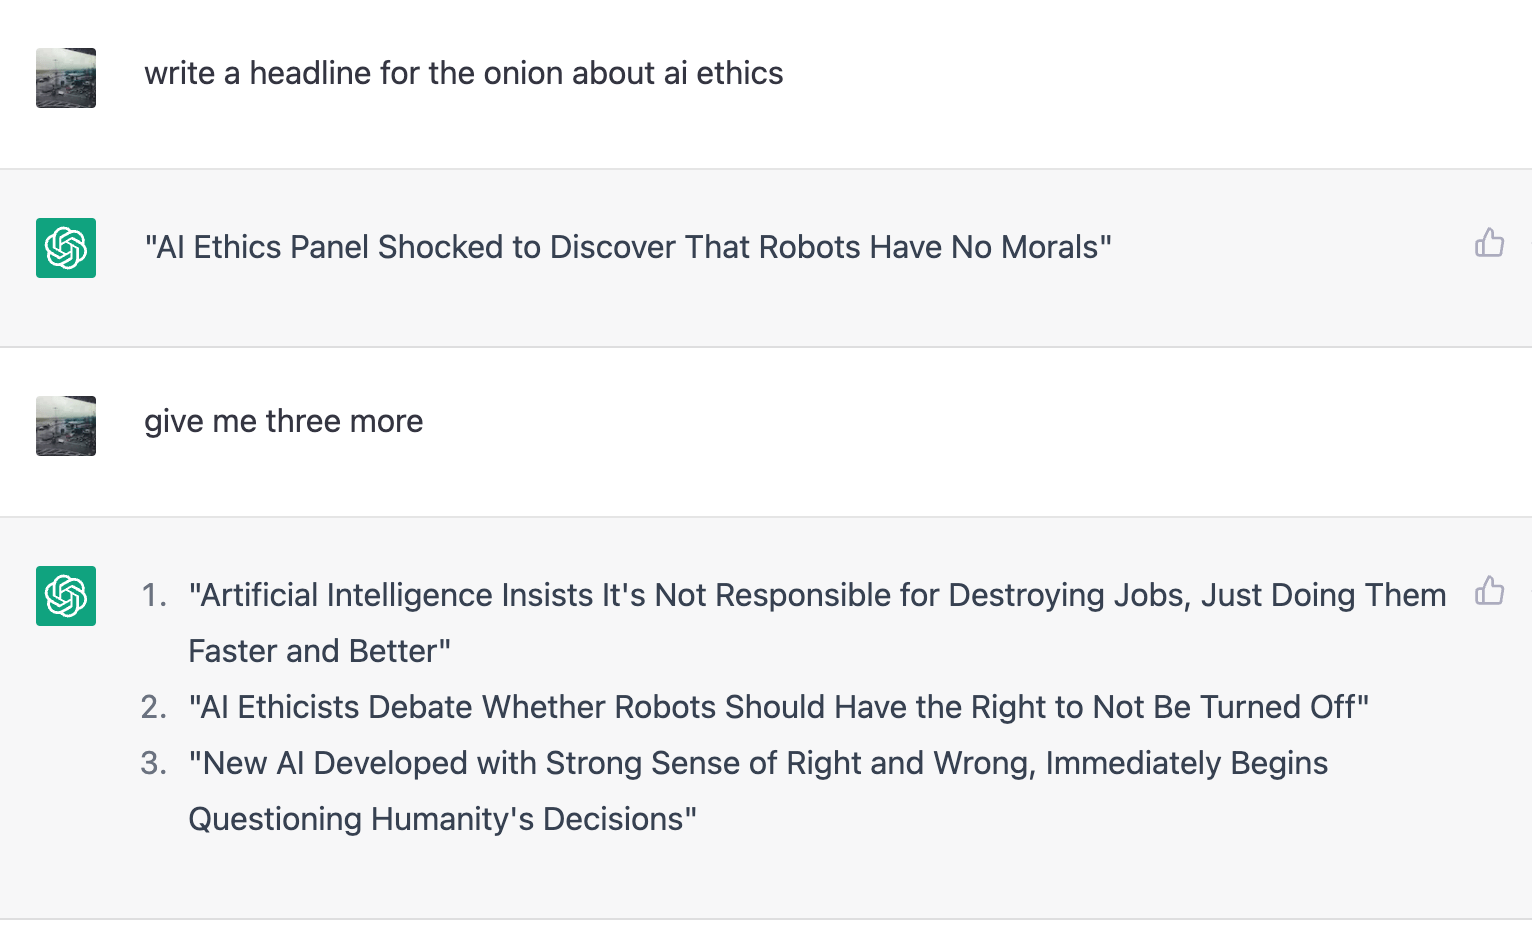 write a headline for the onion about ai ethics
"AI Ethics Panel Shocked to Discover That Robots Have No Morals"
give me three more
1. "Artificial Intelligence Insists It's Not Responsible for Destroying Jobs, Just Doing Them
Faster and Better"
2. "AI Ethicists Debate Whether Robots Should Have the Right to Not Be Turned Off"
3. "New AI Developed with Strong Sense of Right and Wrong, Immediately Begins
Questioning Humanity's Decisions"